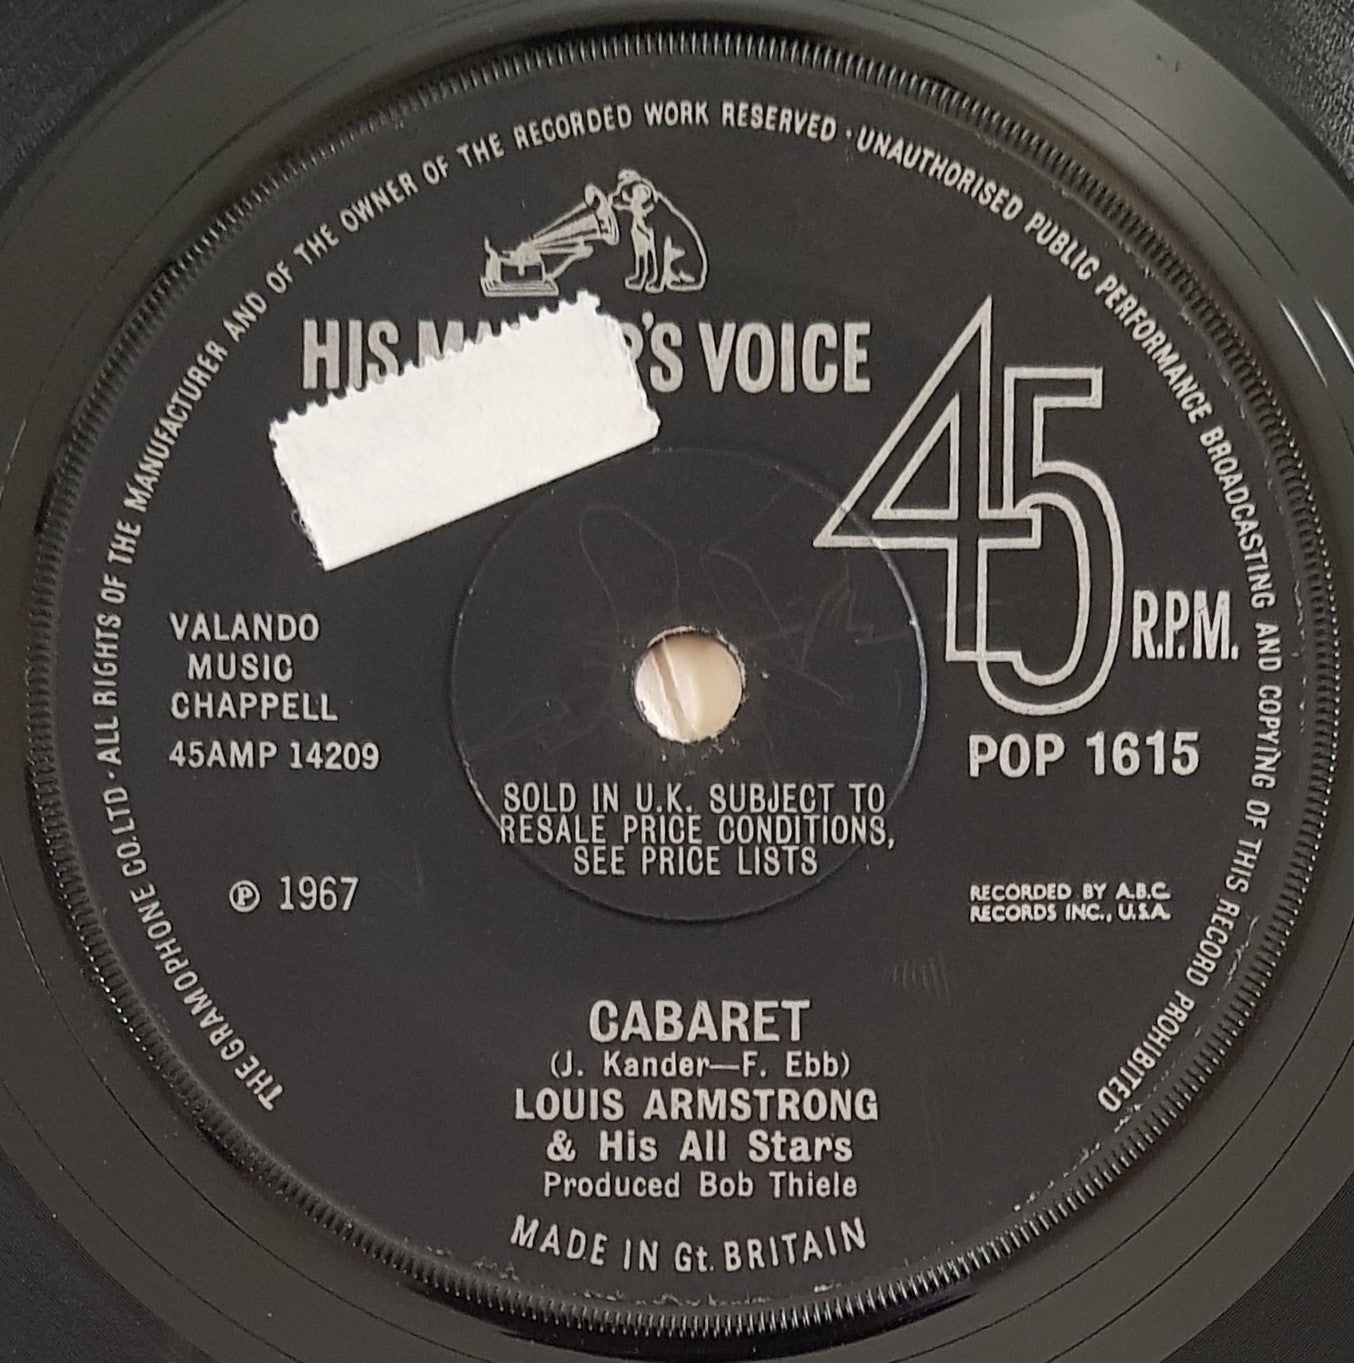 THE GRAMOPHONE CO. LTD · ALL RIGHTS OF THE MANUFACTURER AND OF THE OWNER OF THE RECORDED WORK RESERVED · UNAUTHORISED PUBLIC PERFORMANCE BROADCASTING AND COPYING OF THIS RECORD PROHIBITED
HIS VOICE
45 R.P.M.
VALANDO
MUSIC
CHAPPELL
45AMP 14209
POP 1615
SOLD IN U.K. SUBJECT TO
RESALE PRICE CONDITIONS,
SEE PRICE LISTS
℗ 1967
RECORDED BY A.B.C.
RECORDS INC., U.S.A.
CABARET
(J. Kander—F. Ebb)
LOUIS ARMSTRONG
& His All Stars
Produced Bob Thiele
MADE IN Gt. BRITAIN